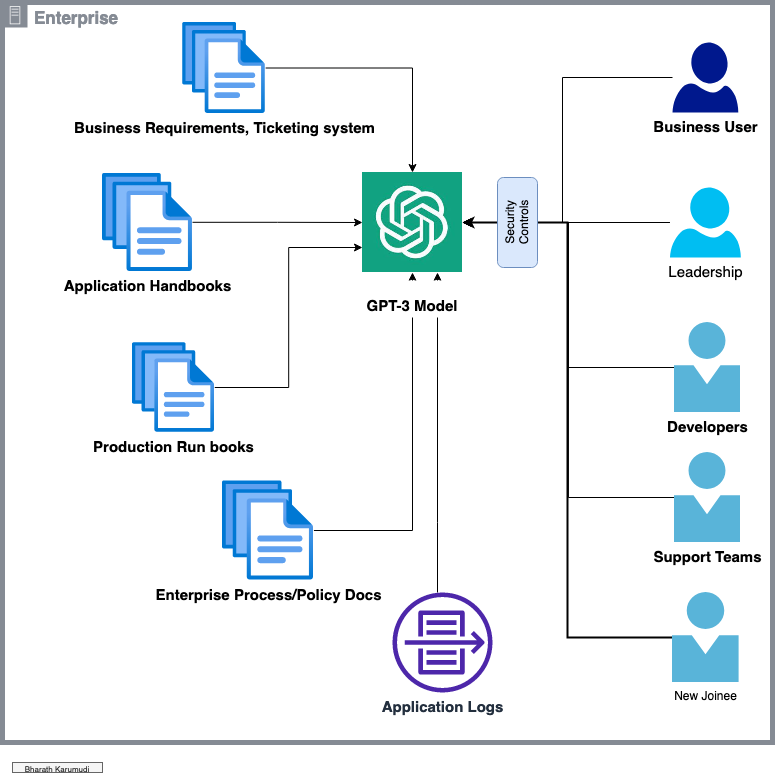 Enterprise
Business Requirements, Ticketing system
Business User
Security
Controls
Application Handbooks
Leadership
GPT-3 Model
Production Run books
Developers
Support Teams
Enterprise Process/Policy Docs
New Joinee
Application Logs
Bharath Karumudi